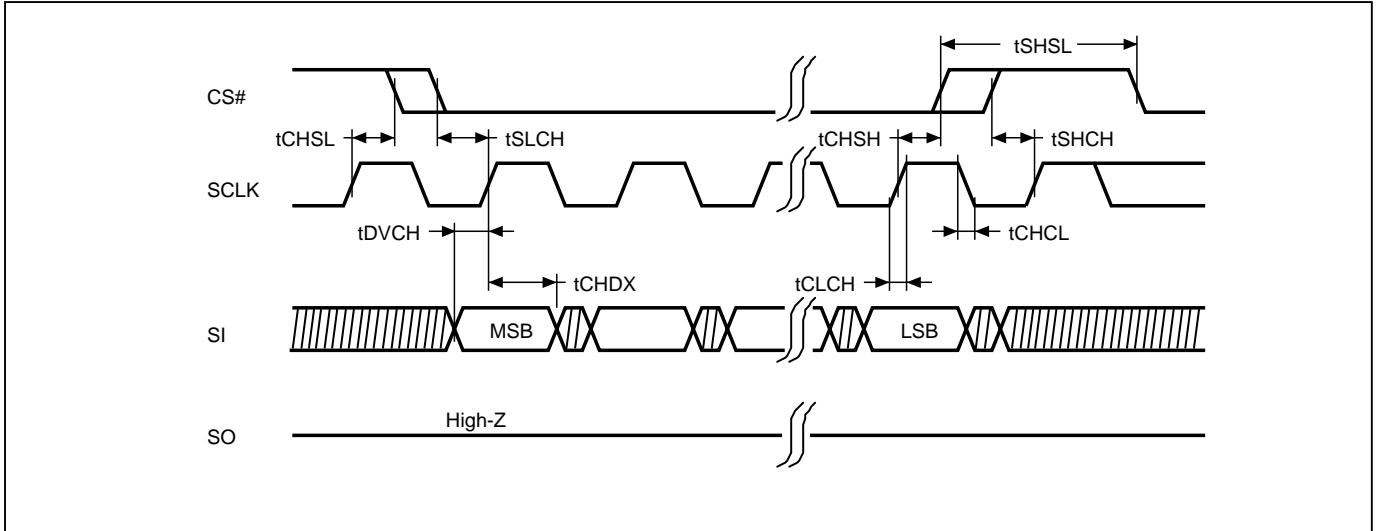 tSHSL
CS#
tCHSL
tSLCH
tCHSH
tSHCH
SCLK
tDVCH
tCHCL
tCHDX
tCLCH
SI
MSB
LSB
High-Z
SO